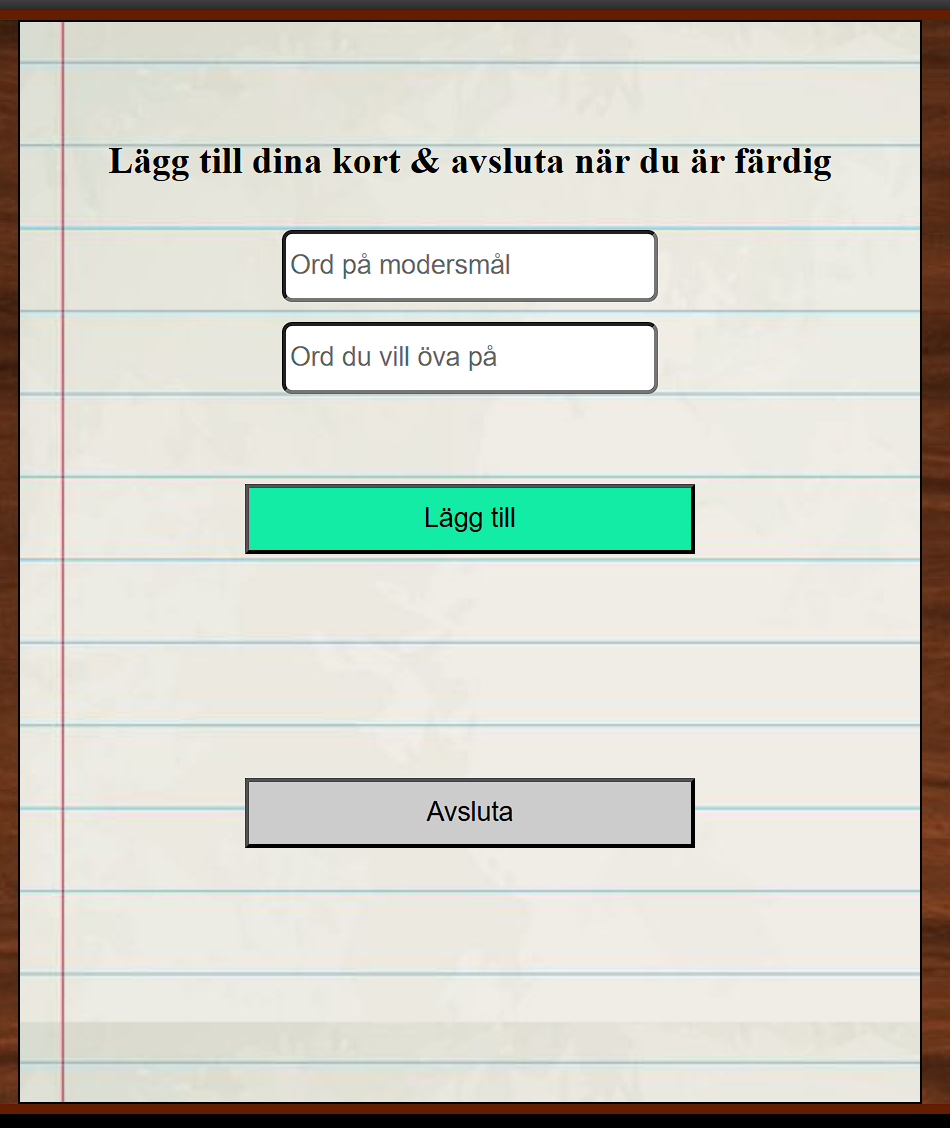 Lägg till dina kort & avsluta när du är färdig
Ord på modersmål
Ord du vill öva på
Lägg till
Avsluta